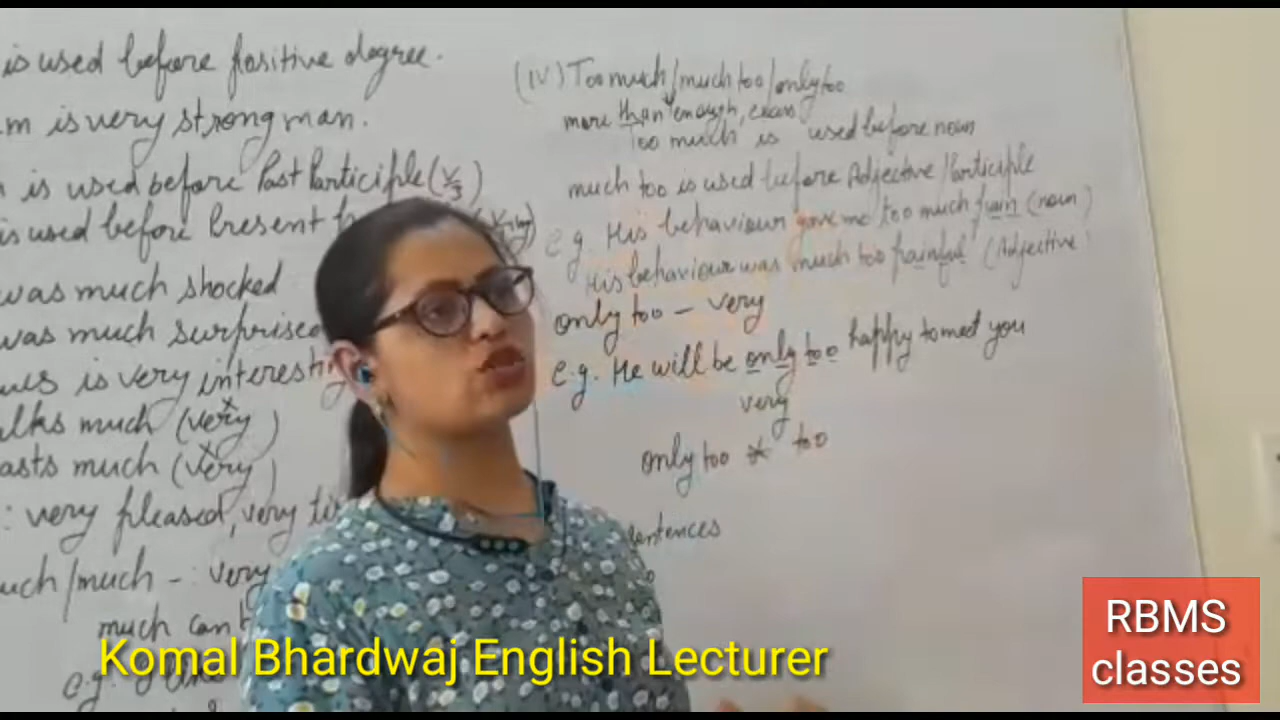 is used before positive degree.
m is very strong man.
is used before Past Participle (V3)
is used before Present
was much shocked
was much surprised
is very interesting
alks much (very)
asts much (very)
: very pleased, very ti
uch/much -: very
much can
e.g.
(IV) Too much/much too/only too
more than enough, excess
Too much is used before noun
much too is used before Adjective/Participle
e.g. His behaviour gave me too much pain (noun)
His behaviour was much too painful (Adjective
only too - very
e.g. He will be only too happy to meet you
very
only too ≠ too
sentences
Komal Bhardwaj English Lecturer
RBMS
classes